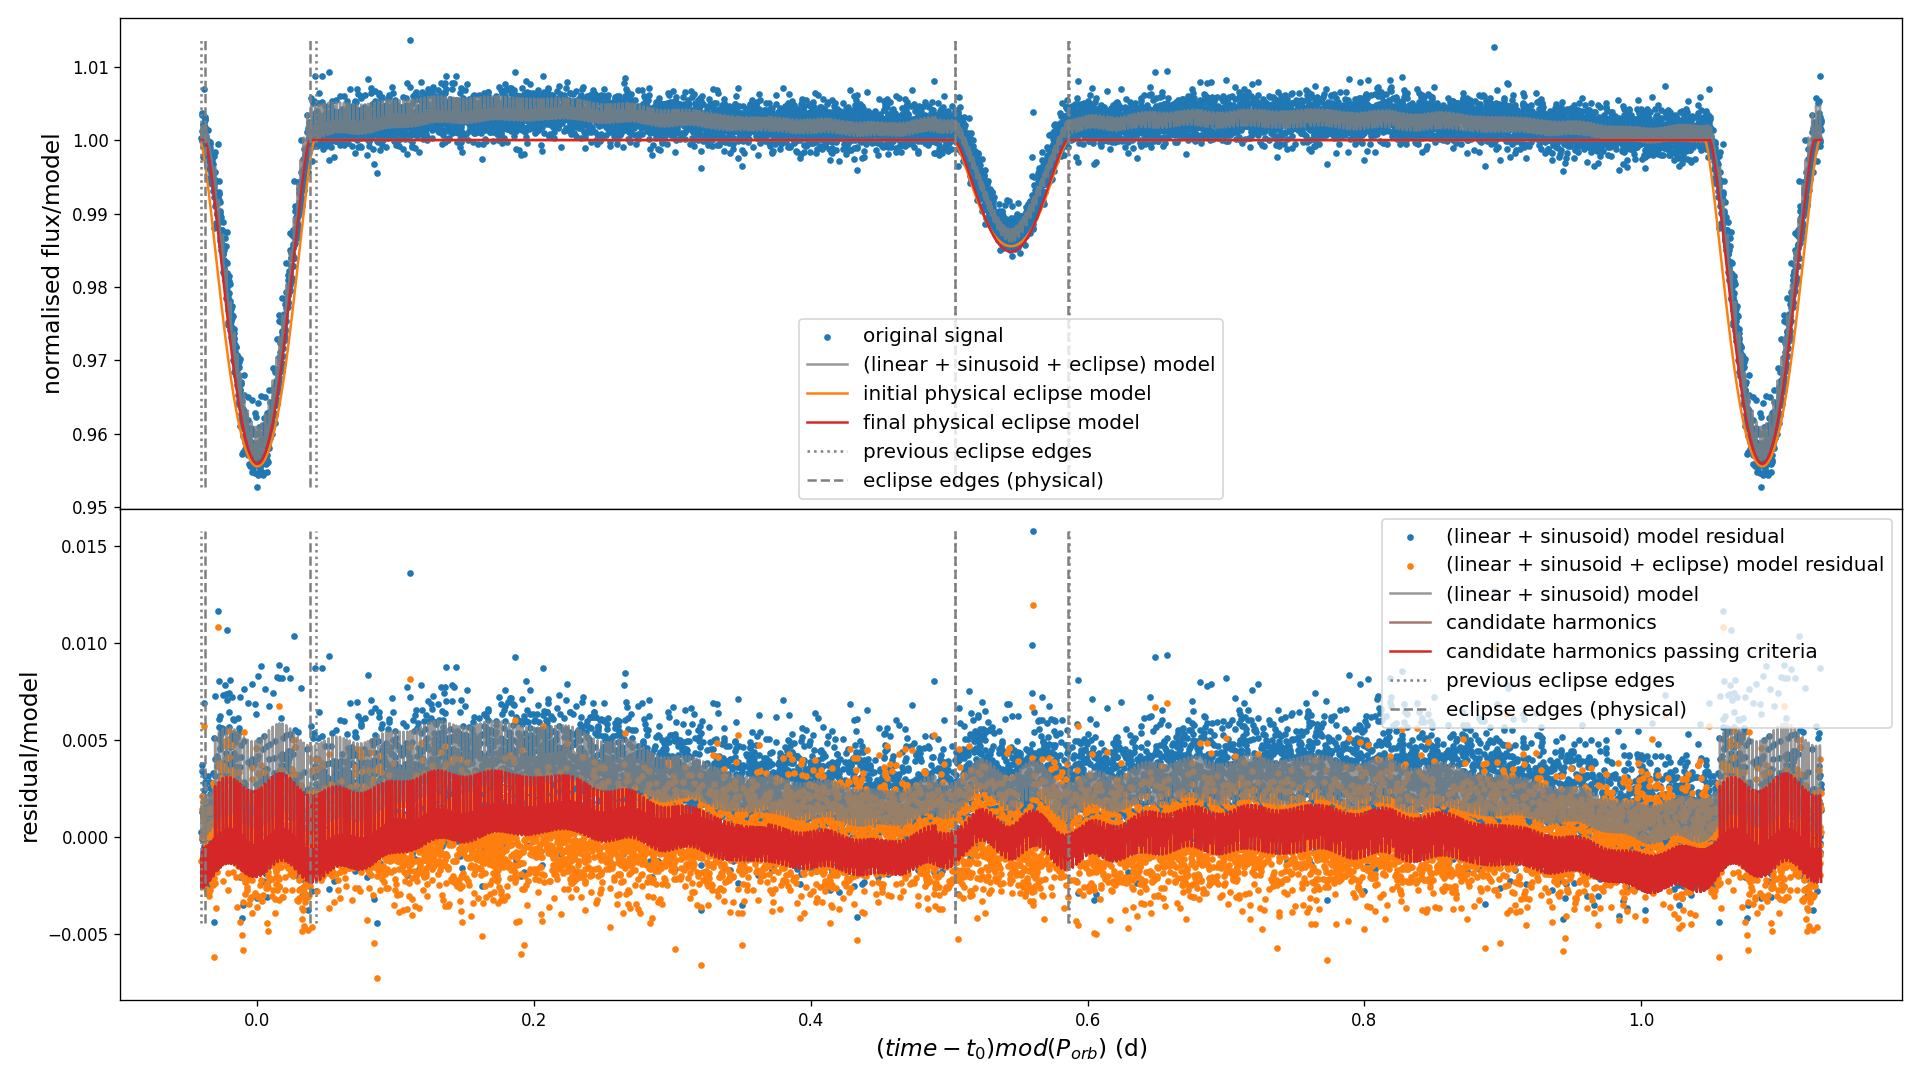 normalised flux/model
1.01
1.00
0.99
0.98
0.97
0.96
0.95
original signal
(linear + sinusoid + eclipse) model
initial physical eclipse model
final physical eclipse model
previous eclipse edges
eclipse edges (physical)
residual/model
0.015
0.010
0.005
0.000
−0.005
(linear + sinusoid) model residual
(linear + sinusoid + eclipse) model residual
(linear + sinusoid) model
candidate harmonics
candidate harmonics passing criteria
previous eclipse edges
eclipse edges (physical)
0.0 0.2 0.4 0.6 0.8 1.0
(time − t₀)mod(Pₒᵣb) (d)